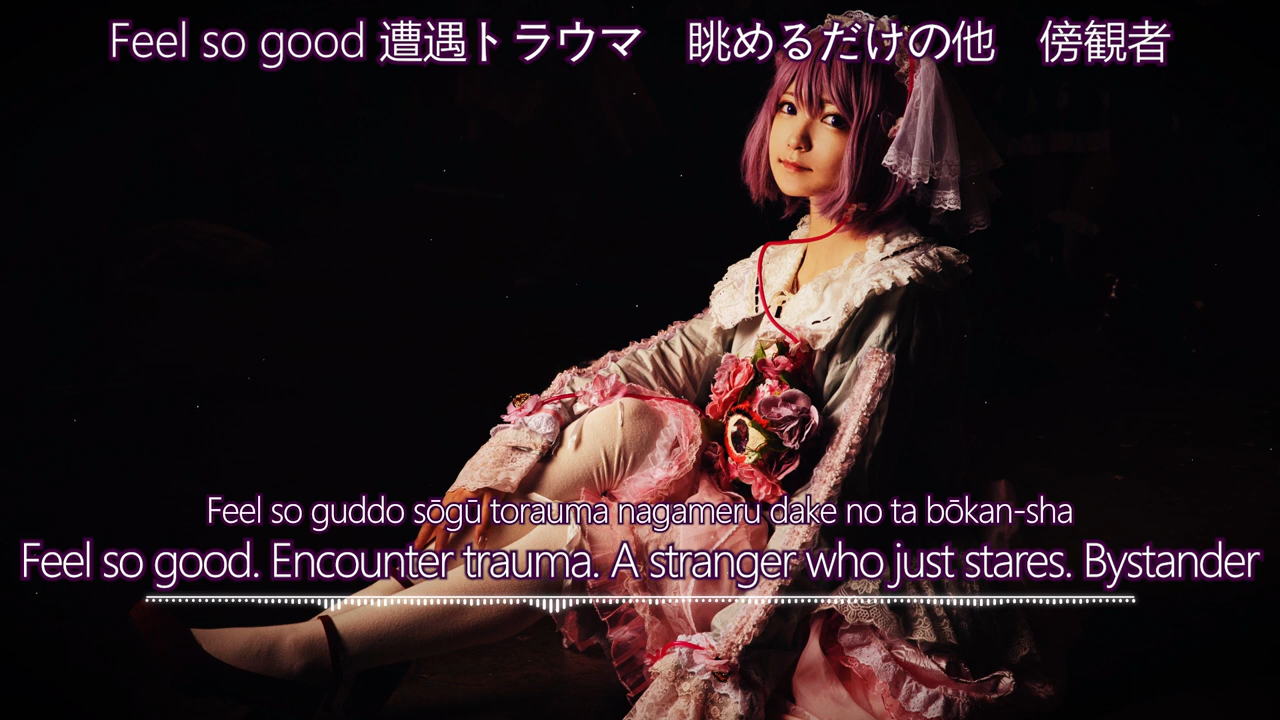 Feel so good 遭遇トラウマ　眺めるだけの他　傍観者
Feel so guddo sōgū torauma nagameru dake no ta bōkan-sha
Feel so good. Encounter trauma. A stranger who just stares. Bystander